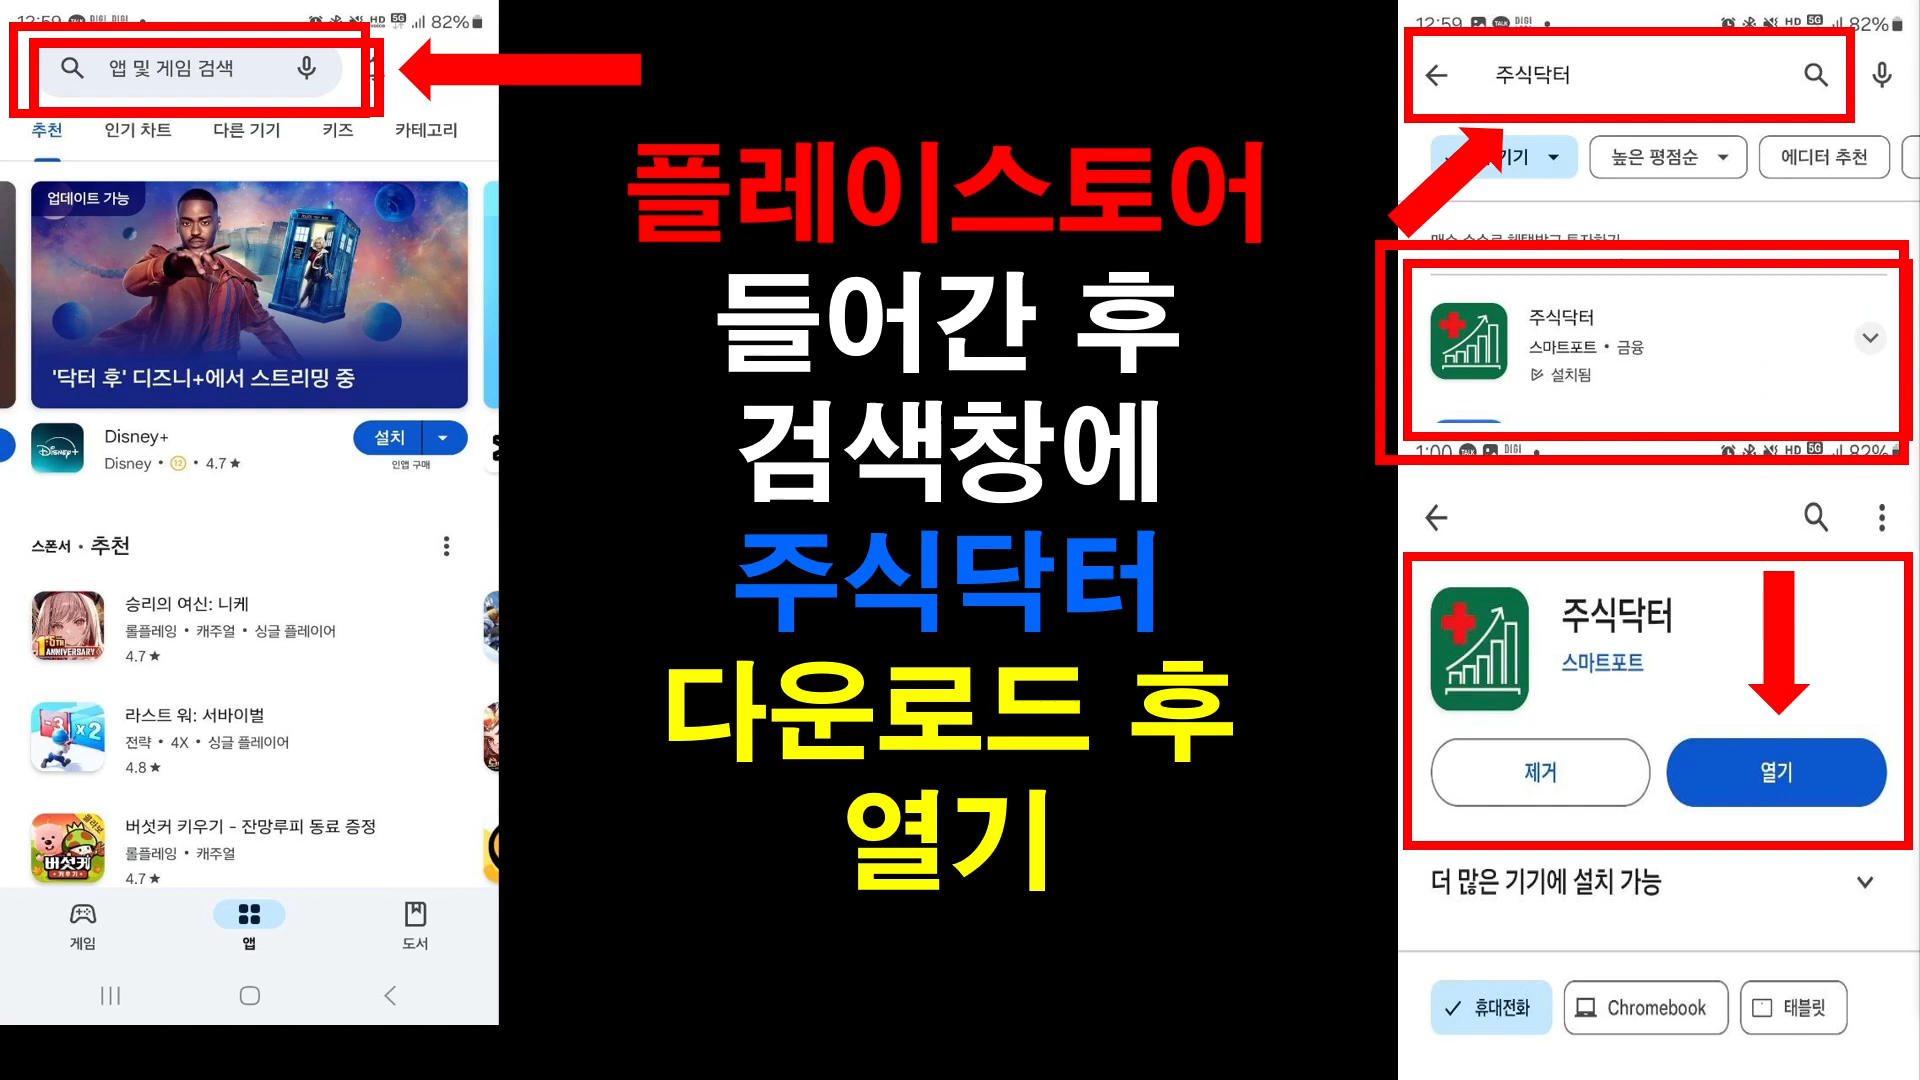 12:59 82%
앱 및 게임 검색
추천 인기 차트 다른 기기 키즈 카테고리
업데이트 가능
'닥터 후' 디즈니+에서 스트리밍 중
Disney+
Disney • 12 • 4.7★
설치
인앱 구매
스폰서 • 추천
승리의 여신: 니케
롤플레잉 • 캐주얼 • 싱글 플레이어
4.7★
라스트 워: 서바이벌
전략 • 4X • 싱글 플레이어
4.8★
버섯커 키우기 - 잔망루피 동료 증정
롤플레잉 • 캐주얼
4.7★
게임 앱 도서
플레이스토어
들어간 후
검색창에
주식닥터
다운로드 후
열기
12:59 82%
주식닥터
기기 높은 평점순 에디터 추천
주식닥터
스마트포트 • 금융
설치됨
1:00 82%
주식닥터
스마트포트
제거 열기
더 많은 기기에 설치 가능
휴대전화 Chromebook 태블릿